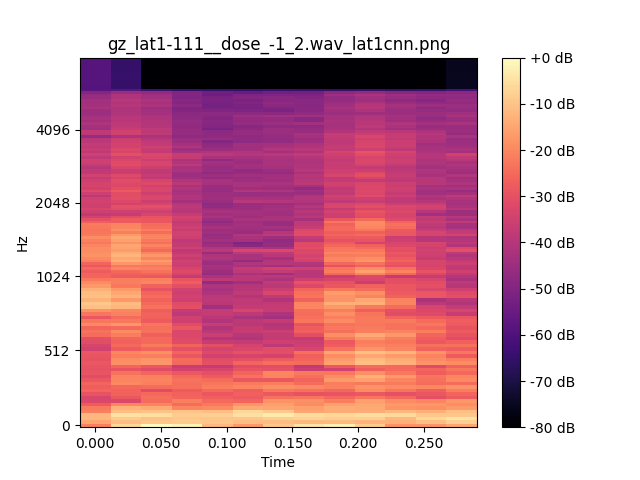 gz_lat1-111__dose_-1_2.wav_lat1cnn.png
+0 dB
-10 dB
-20 dB
-30 dB
-40 dB
-50 dB
-60 dB
-70 dB
-80 dB
4096
2048
1024
512
0
Hz
0.000 0.050 0.100 0.150 0.200 0.250
Time